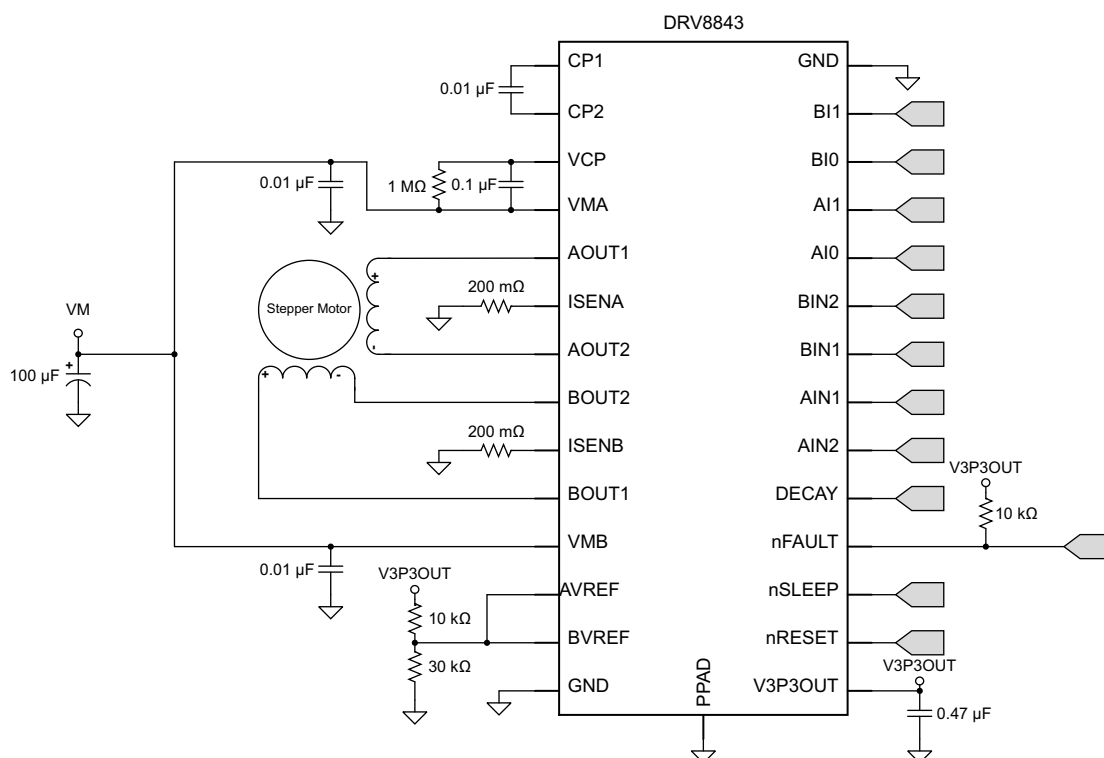 DRV8843
CP1
GND
0.01 µF
CP2
BI1
VCP
BI0
0.01 µF
1 MΩ
0.1 µF
VMA
AI1
AOUT1
AI0
+
200 mΩ
Stepper Motor
ISENA
BIN2
VM
-
AOUT2
BIN1
+
100 µF
+
-
BOUT2
AIN1
200 mΩ
ISENB
AIN2
V3P3OUT
BOUT1
DECAY
10 kΩ
VMB
nFAULT
0.01 µF
V3P3OUT
AVREF
nSLEEP
10 kΩ
BVREF
nRESET
30 kΩ
V3P3OUT
GND
PPAD
V3P3OUT
0.47 µF